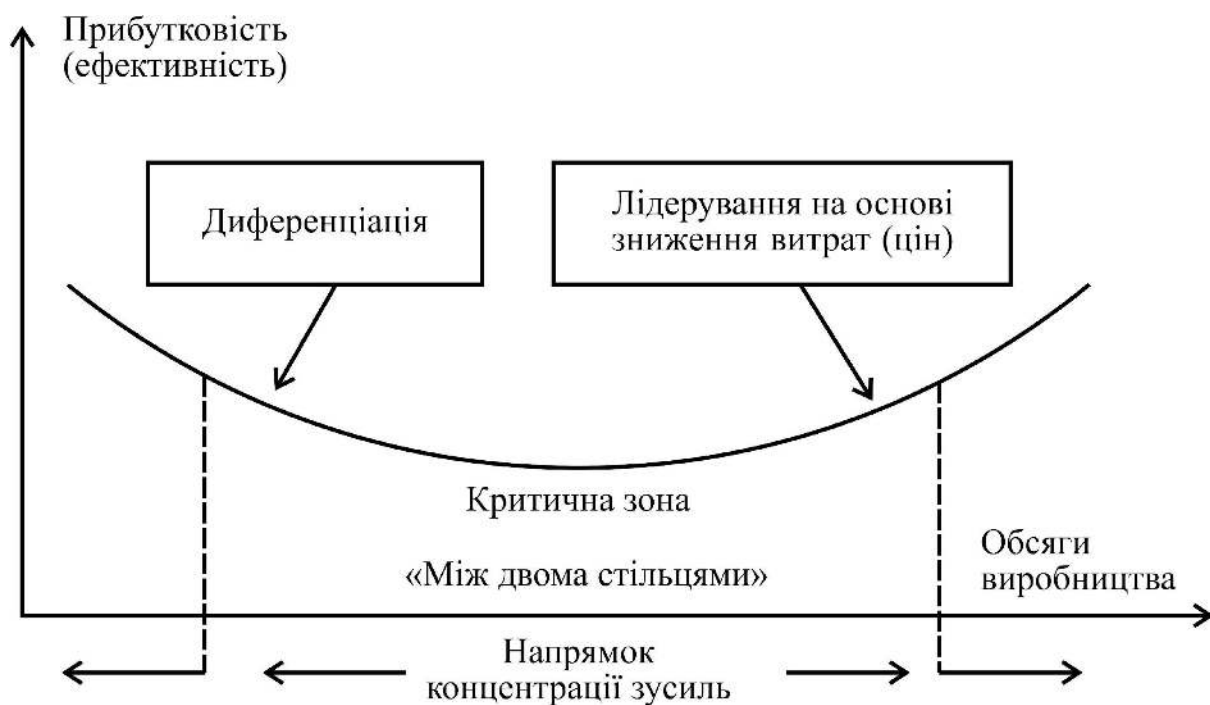 Прибутковість
(ефективність)
Диференціація
Лідерування на основі
зниження витрат (цін)
Критична зона
«Між двома стільцями»
Обсяги
виробництва
Напрямок
концентрації зусиль